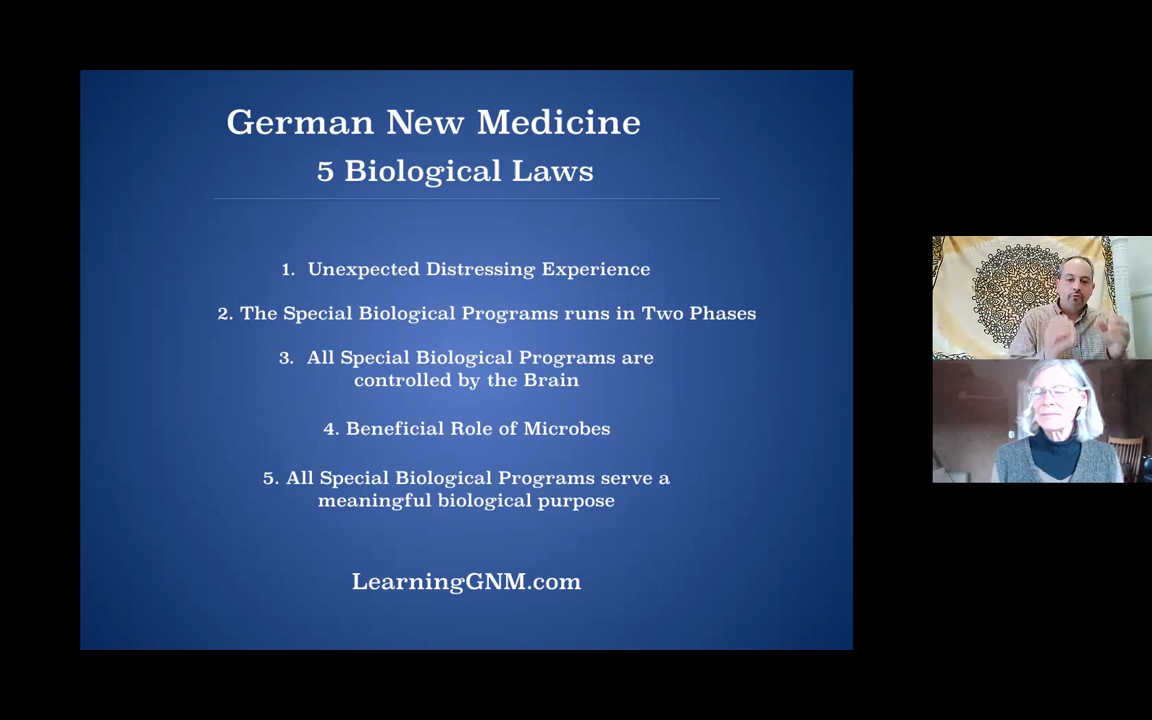 German New Medicine
5 Biological Laws
1. Unexpected Distressing Experience
2. The Special Biological Programs runs in Two Phases
3. All Special Biological Programs are
controlled by the Brain
4. Beneficial Role of Microbes
5. All Special Biological Programs serve a
meaningful biological purpose
LearningGNM.com